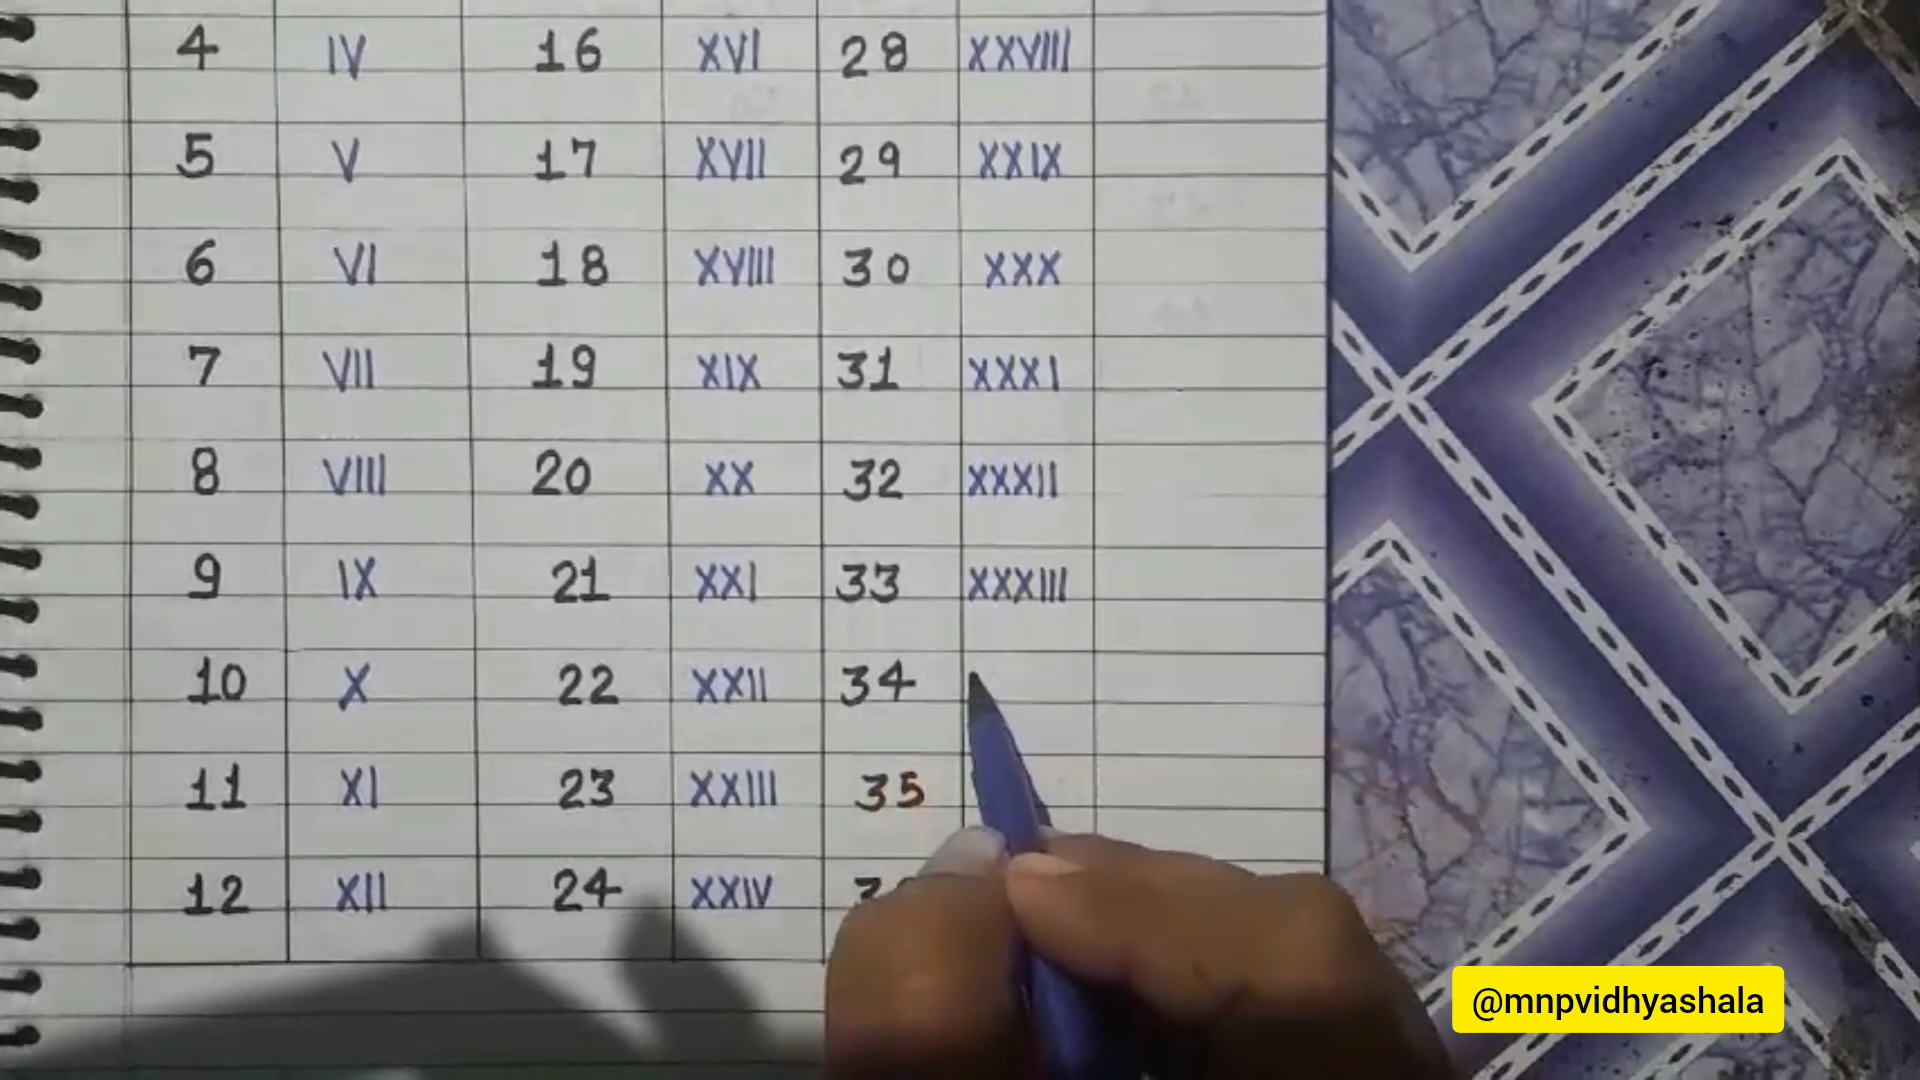 4 IV 16 XVI 28 XXVIII
5 V 17 XVII 29 XXIX
6 VI 18 XVIII 30 XXX
7 VII 19 XIX 31 XXXI
8 VIII 20 XX 32 XXXII
9 IX 21 XXI 33 XXXIII
10 X 22 XXII 34
11 XI 23 XXIII 35
12 XII 24 XXIV
@mnpvidhyashala